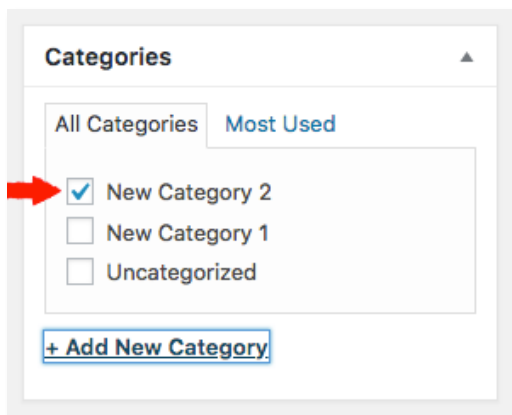 Categories
All Categories Most Used
New Category 2
New Category 1
Uncategorized
+ Add New Category